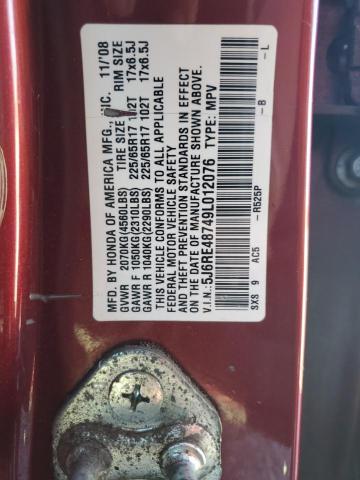 MFD. BY HONDA OF AMERICA MFG., INC. 11/'08
TIRE SIZE RIM SIZE
GVWR 2070KG(4560LBS)
GAWR F 1050KG(2310LBS) 225/65R17 102T 17x6.5J
GAWR R 1040KG(2290LBS) 225/65R17 102T 17x6.5J
THIS VEHICLE CONFORMS TO ALL APPLICABLE
FEDERAL MOTOR VEHICLE SAFETY
AND THEFT PREVENTION STANDARDS IN EFFECT
ON THE DATE OF MANUFACTURE SHOWN ABOVE.
V.I.N.: 5J6RE48749L012076 TYPE: MPV
SXS 9 AC5 -R525P -B -L